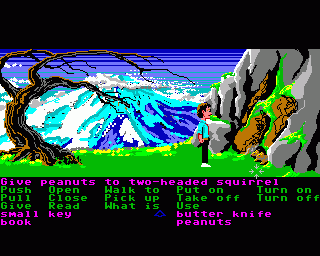 Give peanuts to two-headed squirrel
Push Open Walk to Put on Turn on
Pull Close Pick up Take off Turn off
Give Read What is Use
small key butter knife
book peanuts